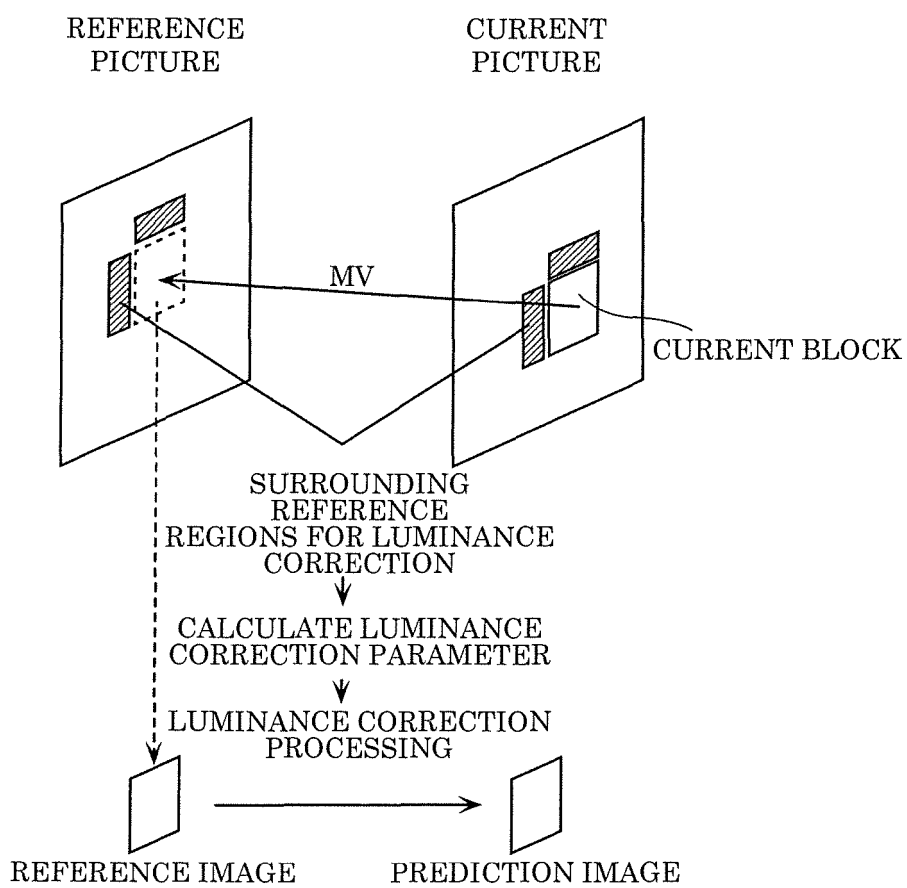 REFERENCE
PICTURE
CURRENT
PICTURE
MV
CURRENT BLOCK
SURROUNDING
REFERENCE
REGIONS FOR LUMINANCE
CORRECTION
CALCULATE LUMINANCE
CORRECTION PARAMETER
LUMINANCE CORRECTION
PROCESSING
REFERENCE IMAGE
PREDICTION IMAGE